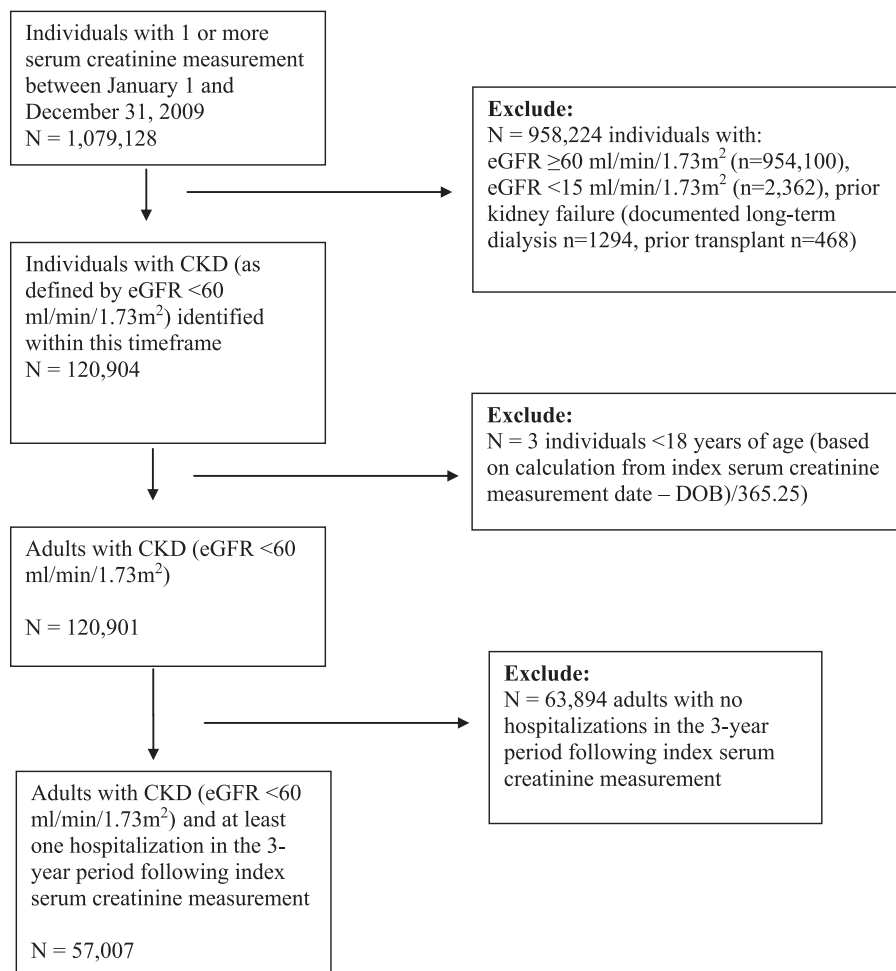 Individuals with 1 or more
serum creatinine measurement
between January 1 and
December 31, 2009
N = 1,079,128
Exclude:
N = 958,224 individuals with:
eGFR ≥60 ml/min/1.73m² (n=954,100),
eGFR <15 ml/min/1.73m² (n=2,362), prior
kidney failure (documented long-term
dialysis n=1294, prior transplant n=468)
Individuals with CKD (as
defined by eGFR <60
ml/min/1.73m²) identified
within this timeframe
N = 120,904
Exclude:
N = 3 individuals <18 years of age (based
on calculation from index serum creatinine
measurement date – DOB)/365.25)
Adults with CKD (eGFR <60
ml/min/1.73m²)
N = 120,901
Exclude:
N = 63,894 adults with no
hospitalizations in the 3-year
period following index serum
creatinine measurement
Adults with CKD (eGFR <60
ml/min/1.73m²) and at least
one hospitalization in the 3-
year period following index
serum creatinine measurement
N = 57,007